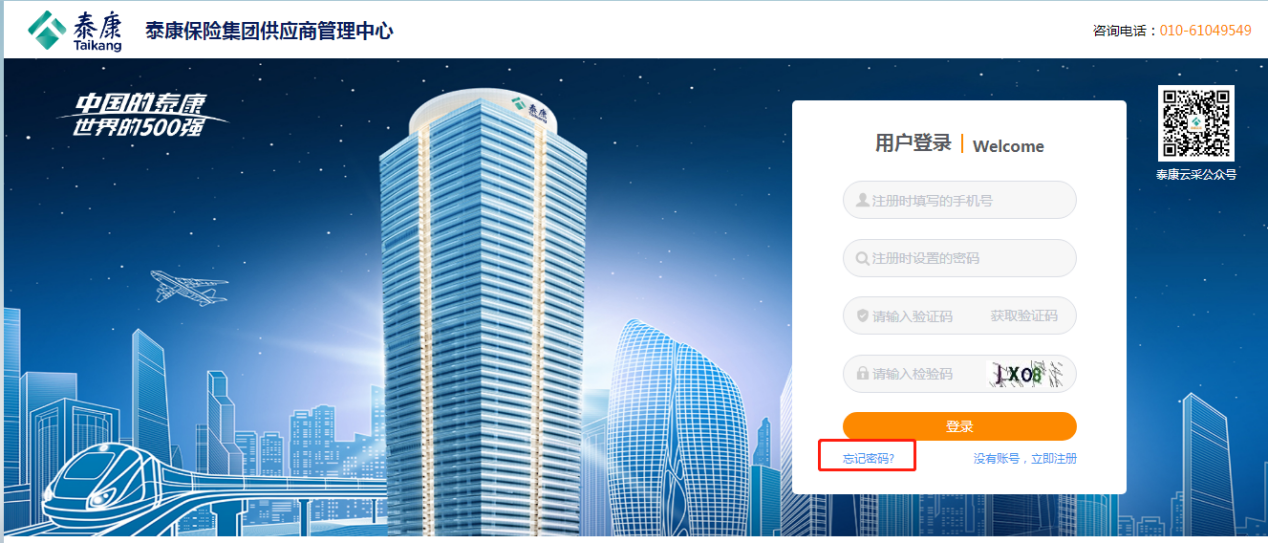 泰康
Taikang
泰康保险集团供应商管理中心
咨询电话：010-61049549
中国的泰康
世界的500强
泰康
用户登录 | Welcome
注册时填写的手机号
注册时设置的密码
请输入验证码 获取验证码
请输入检验码 JXO8
登录
忘记密码? 没有账号，立即注册
泰康云采公众号